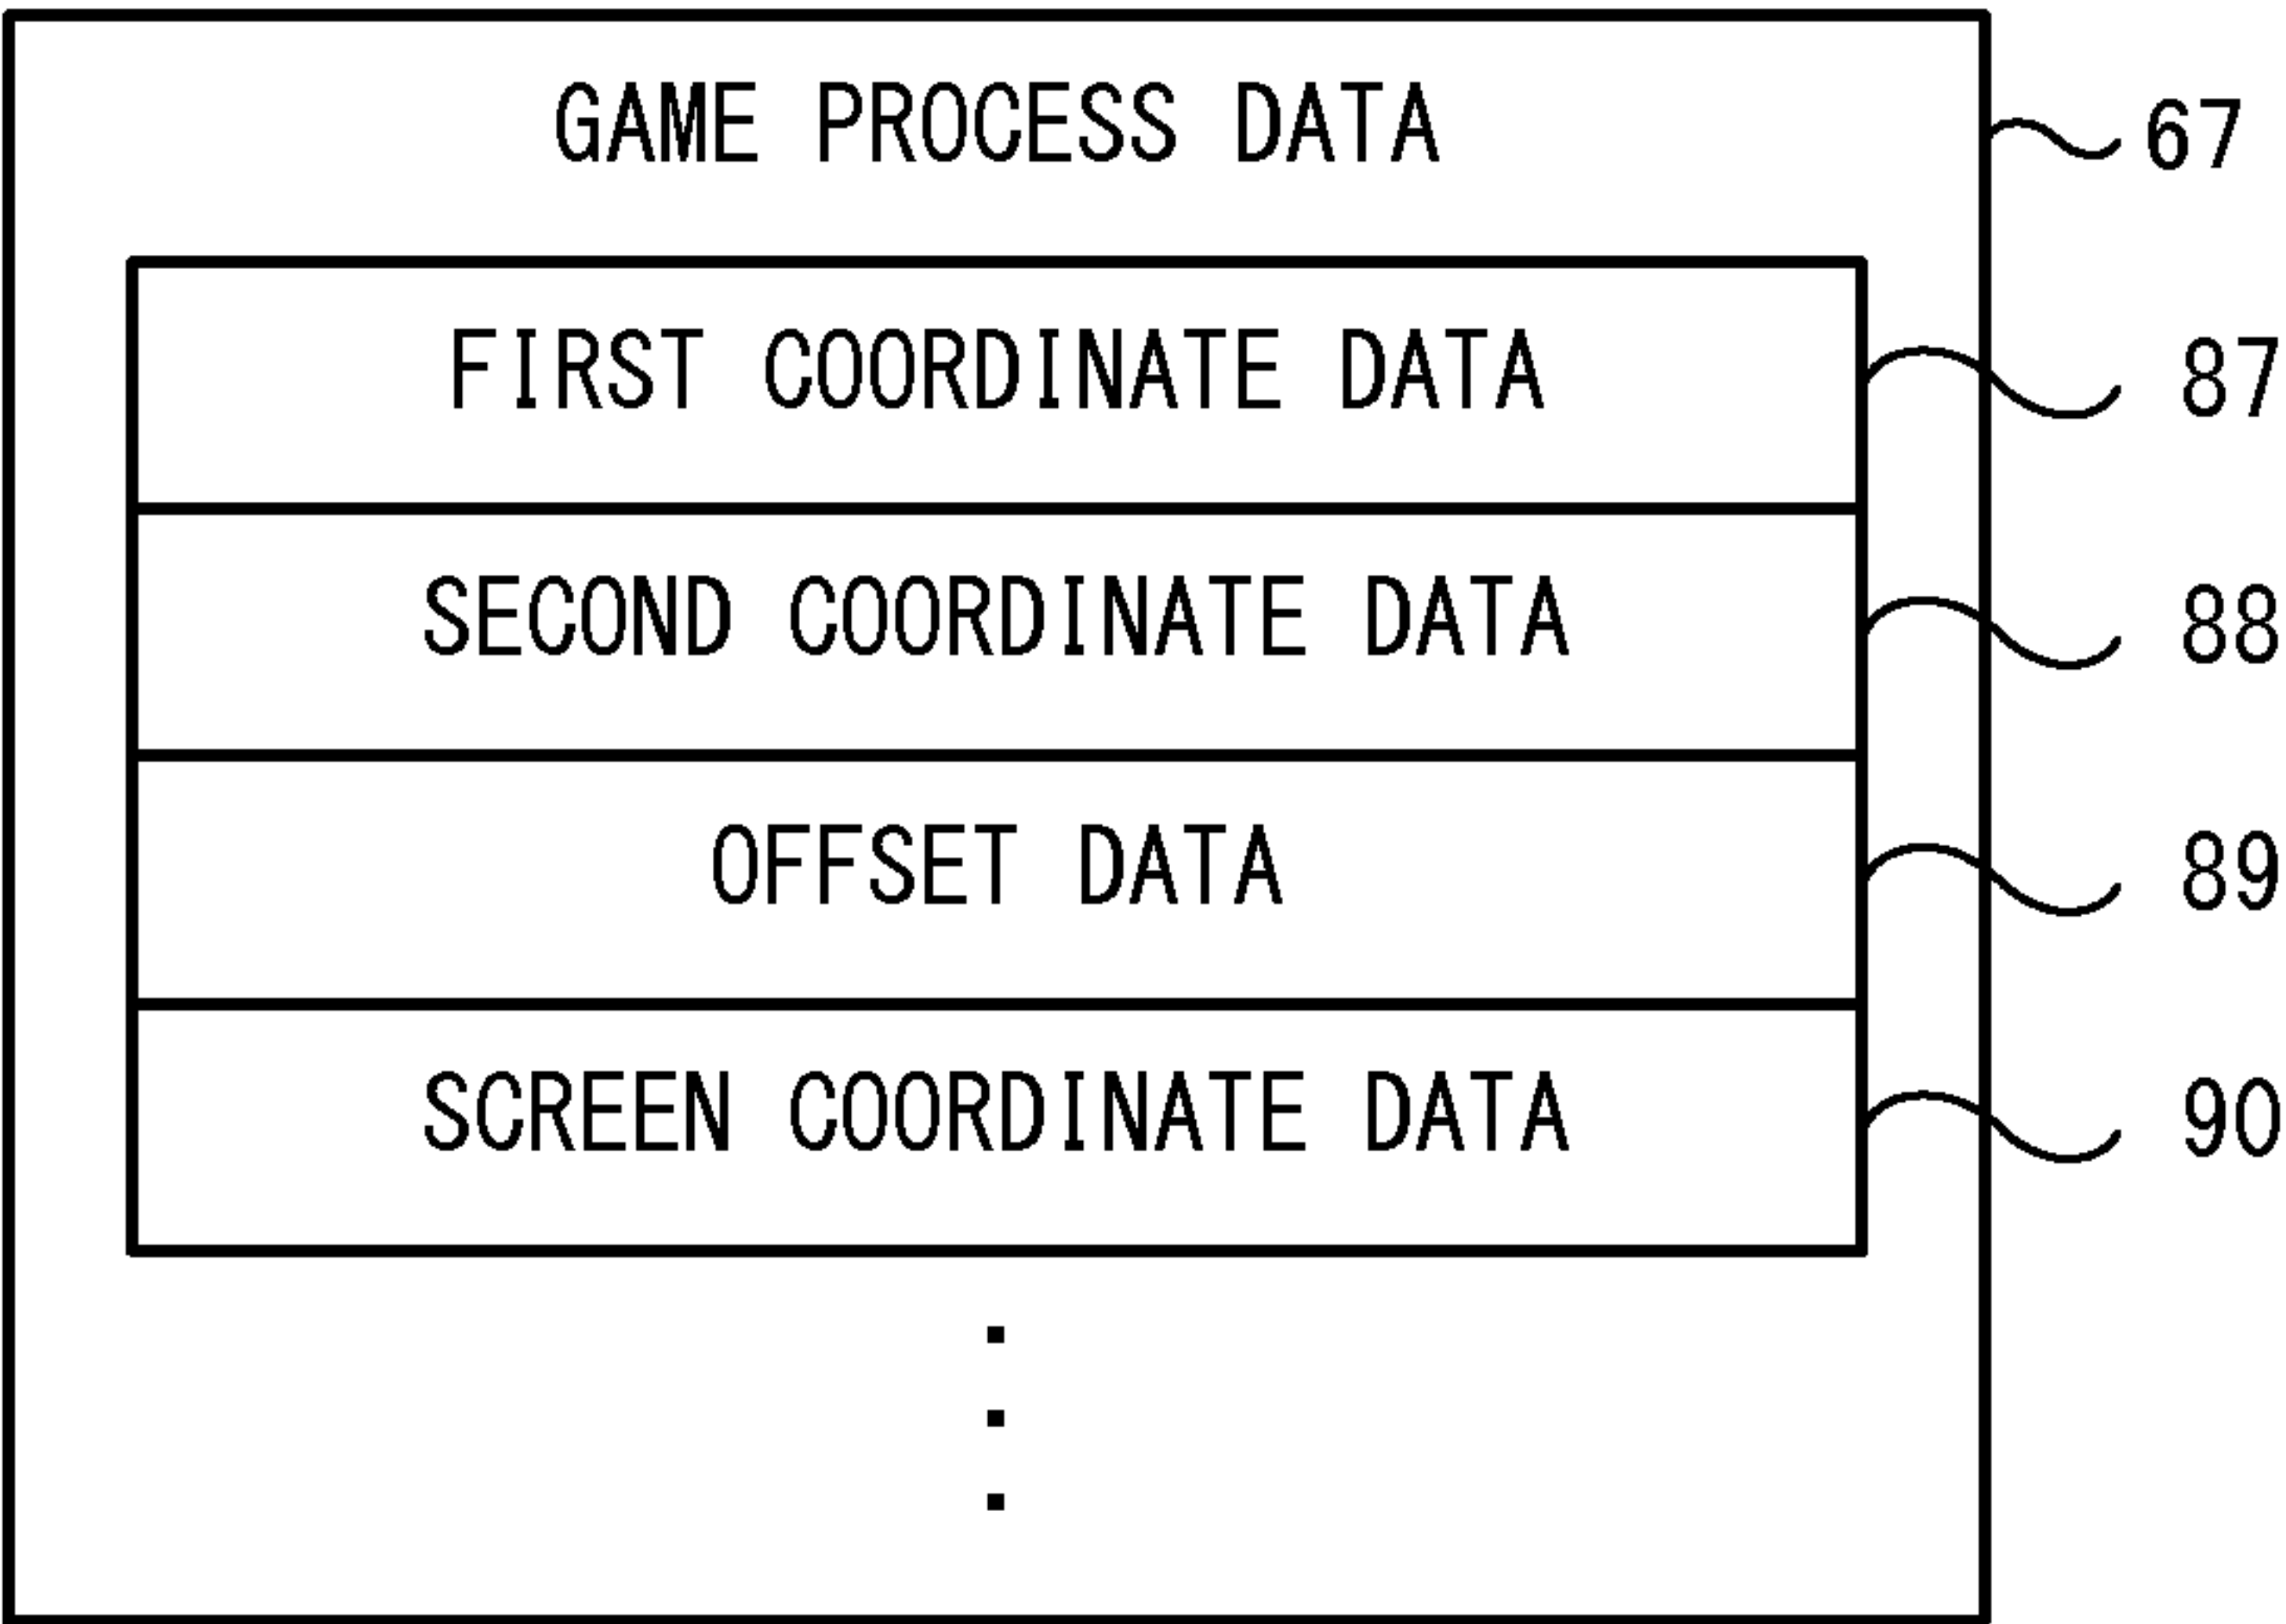 GAME PROCESS DATA 67
FIRST COORDINATE DATA 87
SECOND COORDINATE DATA 88
OFFSET DATA 89
SCREEN COORDINATE DATA 90